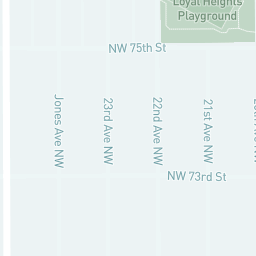 Loyal Heights
Playground
NW 75th St
Jones Ave NW
23rd Ave NW
22nd Ave NW
21st Ave NW
NW 73rd St